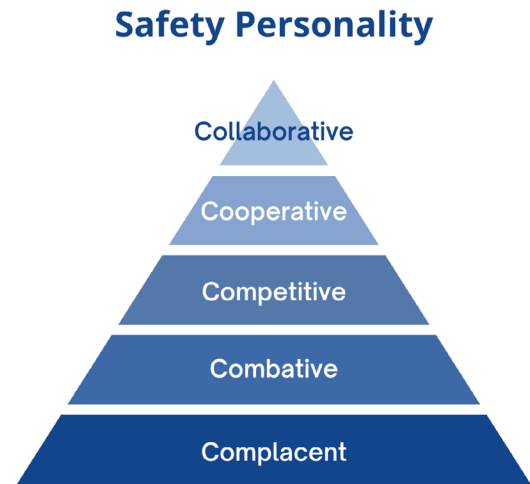 Safety Personality
Collaborative
Cooperative
Competitive
Combative
Complacent